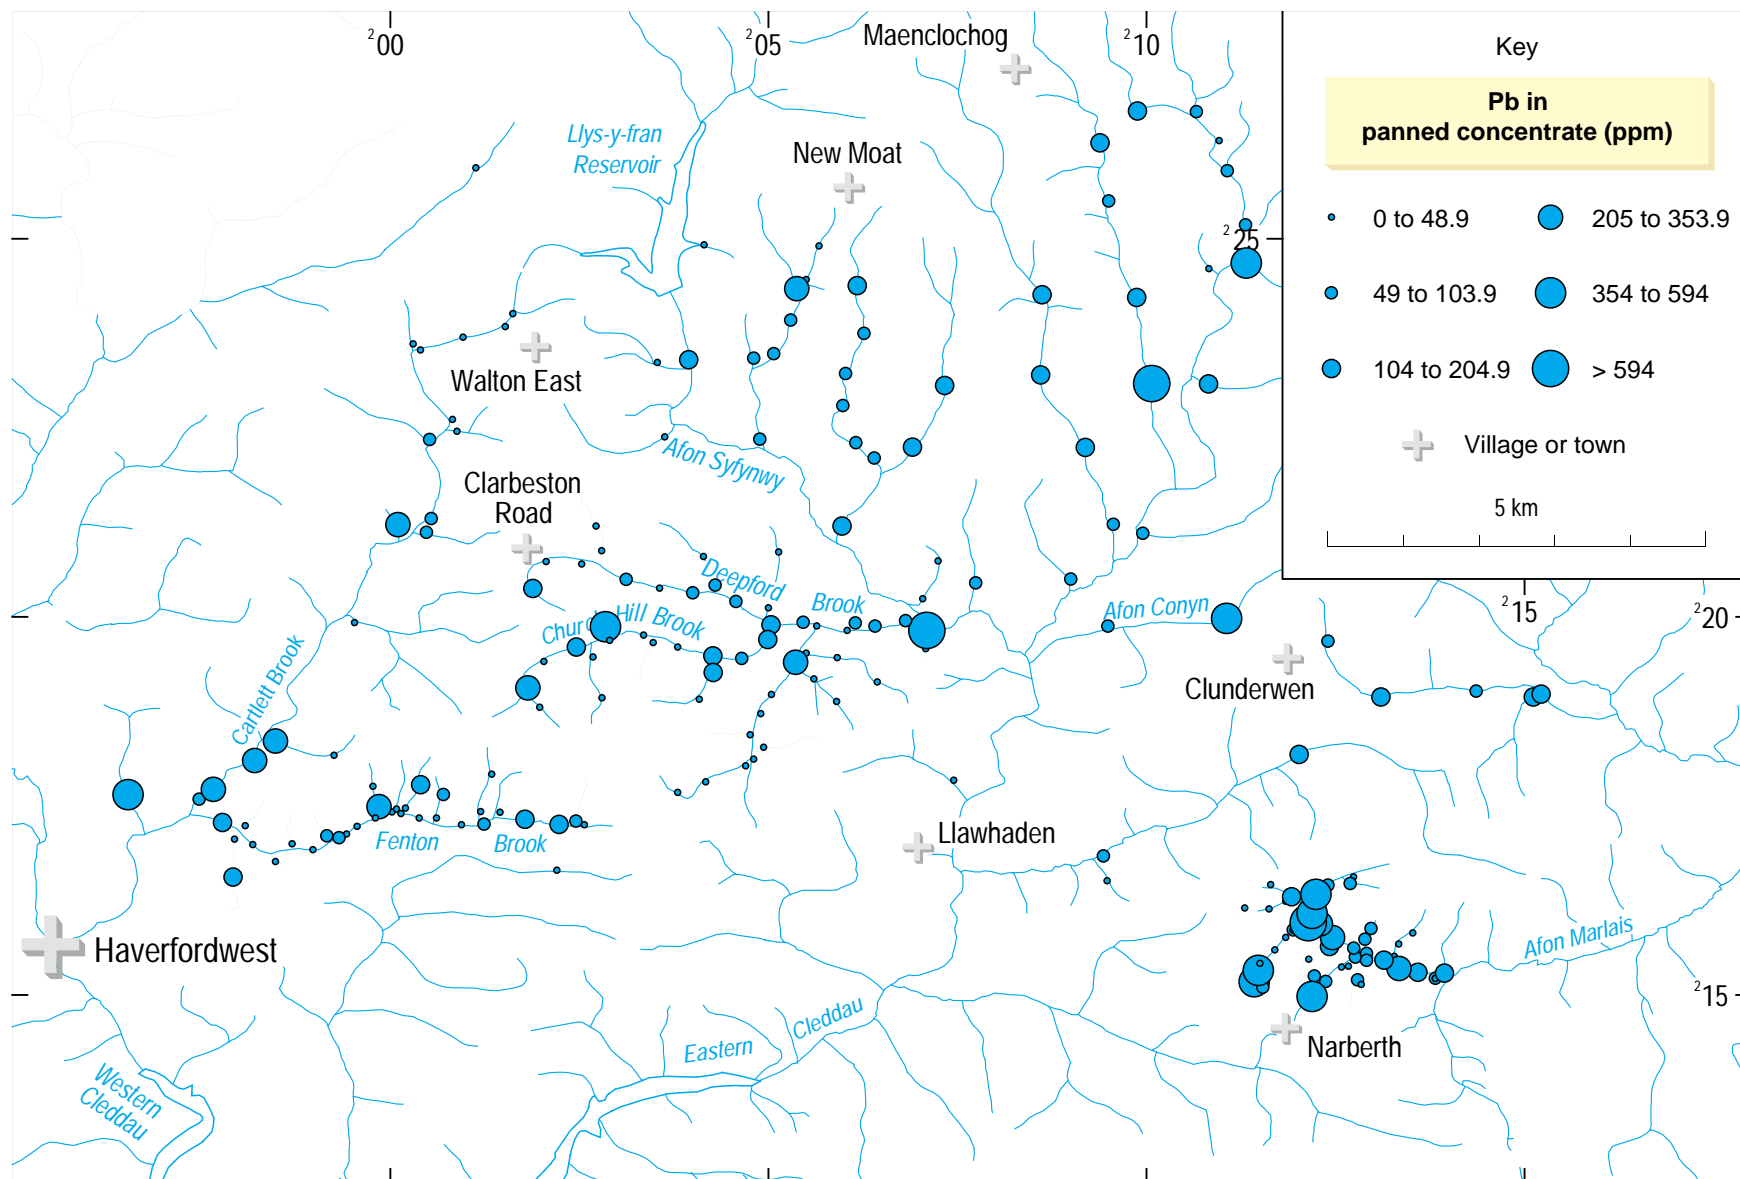 ²00
²05
²10
Maenclochog
Llys-y-fran
Reservoir
New Moat
²25
Key
Pb in
panned concentrate (ppm)
0 to 48.9
205 to 353.9
49 to 103.9
354 to 594
104 to 204.9
> 594
Village or town
5 km
Walton East
Afon Syfynwy
Clarbeston
Road
Deepford
Brook
Church Hill Brook
Afon Conyn
²15
²20
Clunderwen
Cartlett Brook
Fenton
Brook
Llawhaden
Haverfordwest
Afon Marlais
²15
Narberth
Cleddau
Eastern
Western
Cleddau